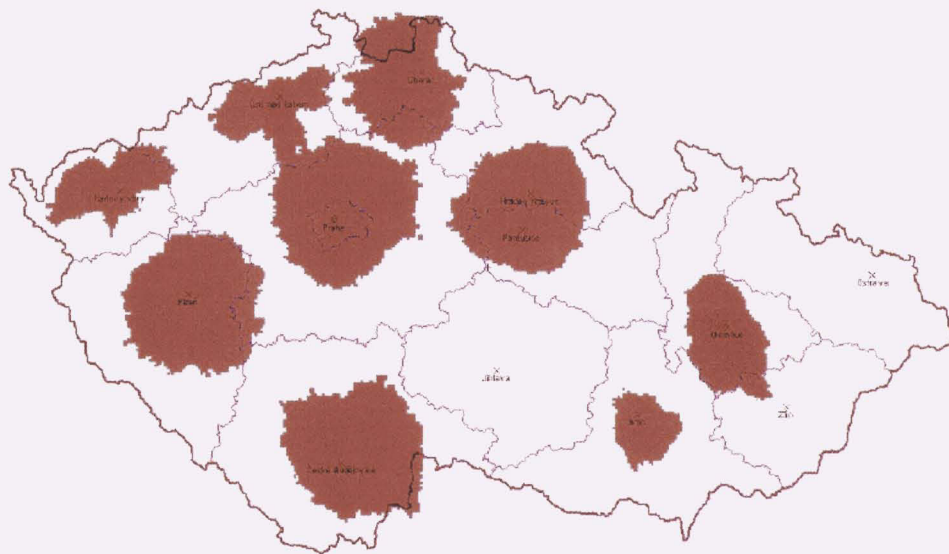 Liberec
Ústí nad Labem
Karlovy Vary
Hradec Králové
Praha
Pardubice
Ostrava
Plzeň
Olomouc
Jihlava
Zlín
Brno
České Budějovice